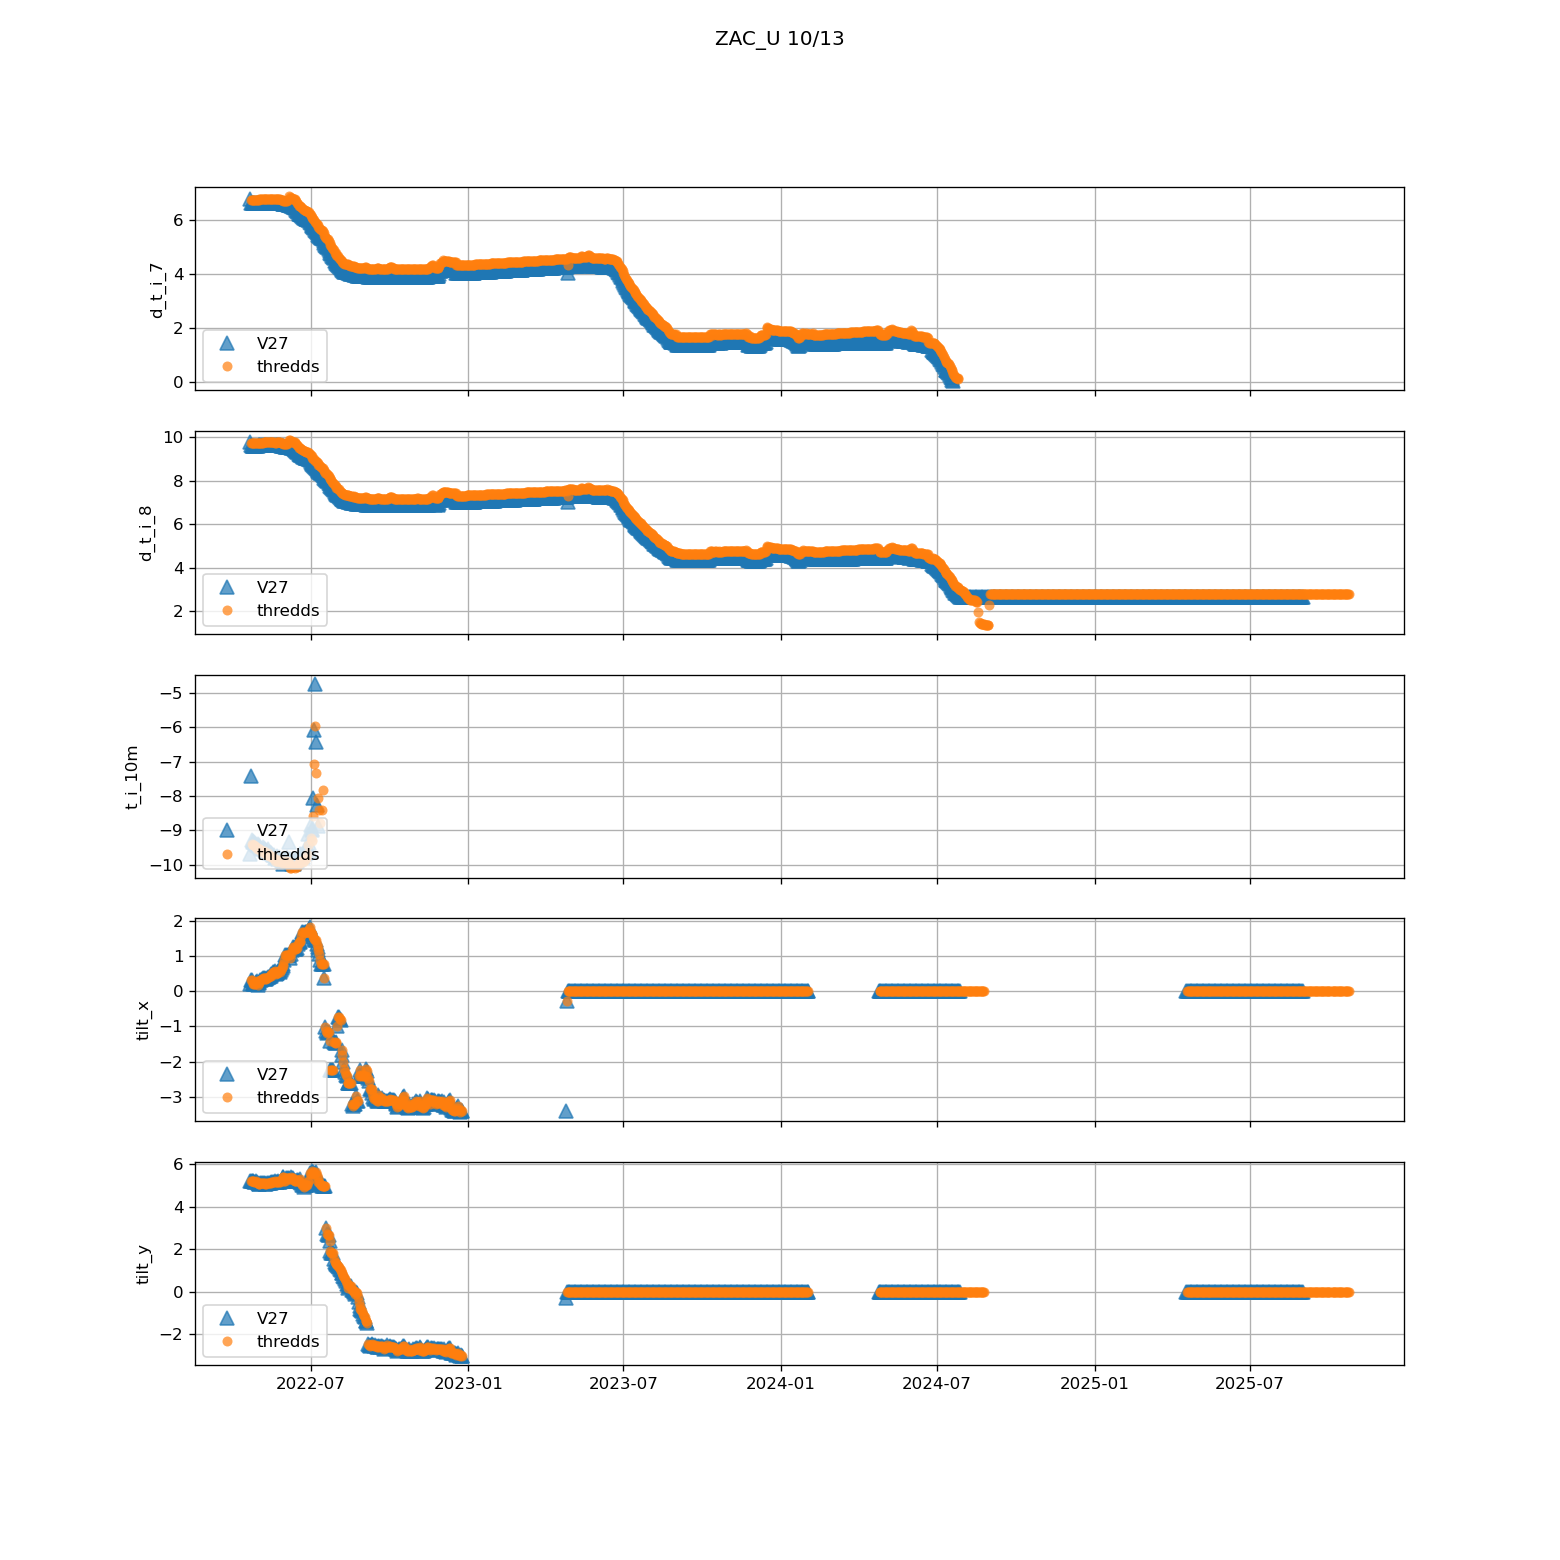 ZAC_U 10/13
6
4
2
0
d_t_i_7
V27
thredds
10
8
6
4
2
d_t_i_8
V27
thredds
−5
−6
−7
−8
−9
−10
t_i_10m
V27
thredds
2
1
0
−1
−2
−3
tilt_x
V27
thredds
6
4
2
0
−2
tilt_y
V27
thredds
2022-07 2023-01 2023-07 2024-01 2024-07 2025-01 2025-07